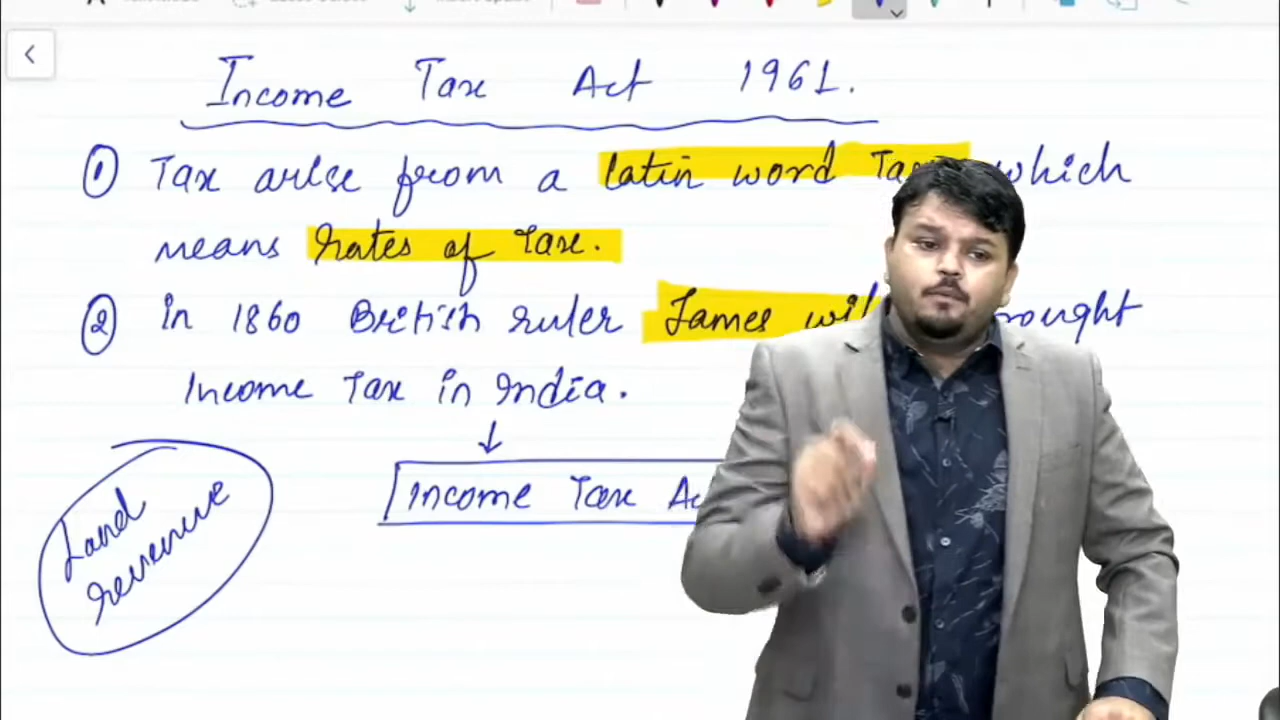 Income Tax Act 1961.
① Tax arise from a latin word which
means Rates of Tax.
② In 1860 British ruler James
Income Tax in India.
Income Tax
Land
revenue